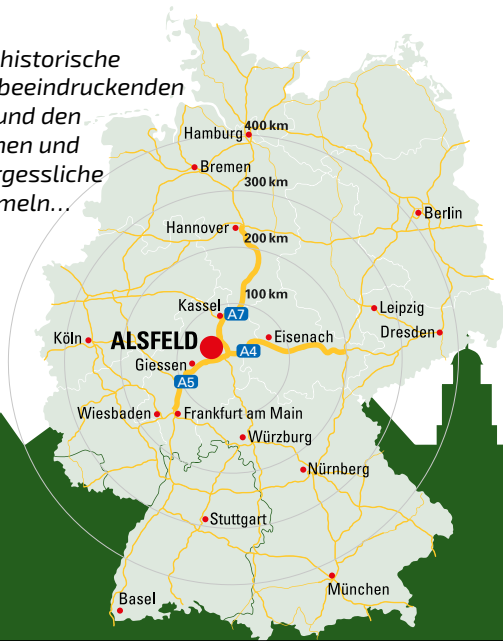 historische
beeindruckenden
und den
en und
rgessliche
meln...
400 km
Hamburg
Bremen
300 km
Berlin
Hannover
200 km
100 km
Kassel
A7
Leipzig
Köln
ALSFELD
A4
Eisenach
Dresden
Giessen
A5
Wiesbaden
Frankfurt am Main
Würzburg
Nürnberg
Stuttgart
München
Basel